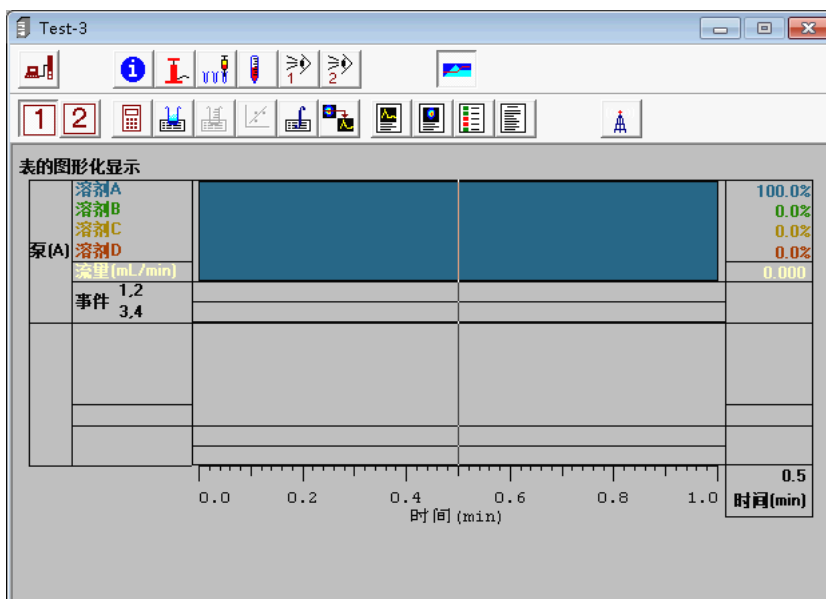 Test-3
1 2
1 2
表的图形化显示
溶剂A 100.0%
溶剂B 0.0%
溶剂C 0.0%
泵(A) 溶剂D 0.0%
流量(mL/min) 0.000
事件 1,2
3,4
0.5
0.0 0.2 0.4 0.6 0.8 1.0 时间(min)
时间(min)